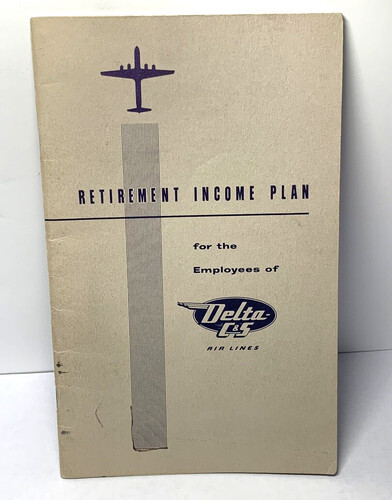 RETIREMENT INCOME PLAN
for the
Employees of
Delta-
C&S
AIR LINES